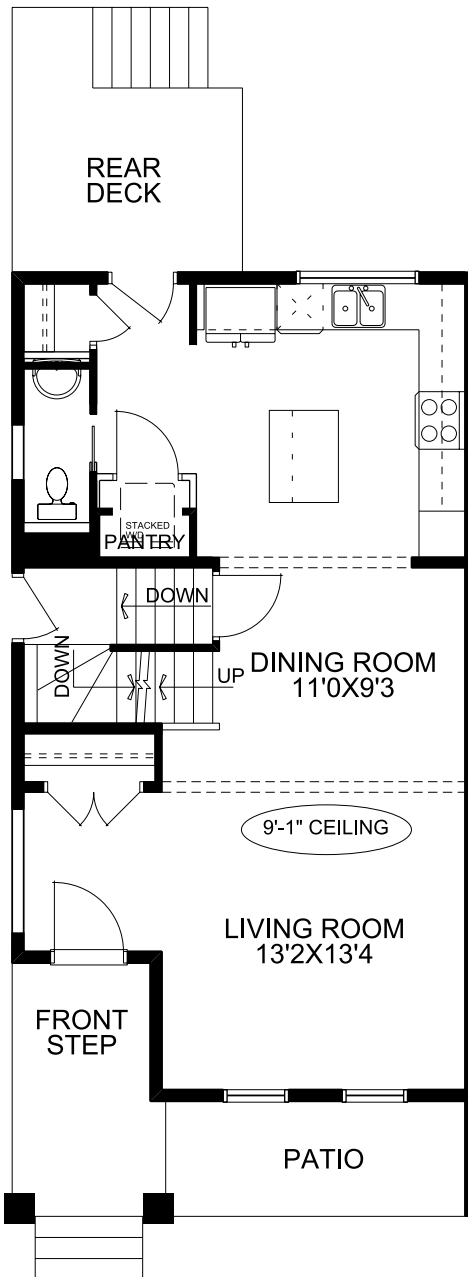 REAR
DECK
STACKED
W/D
PANTRY
DOWN
DOWN
UP
DINING ROOM
11'0X9'3
9'-1" CEILING
LIVING ROOM
13'2X13'4
FRONT
STEP
PATIO